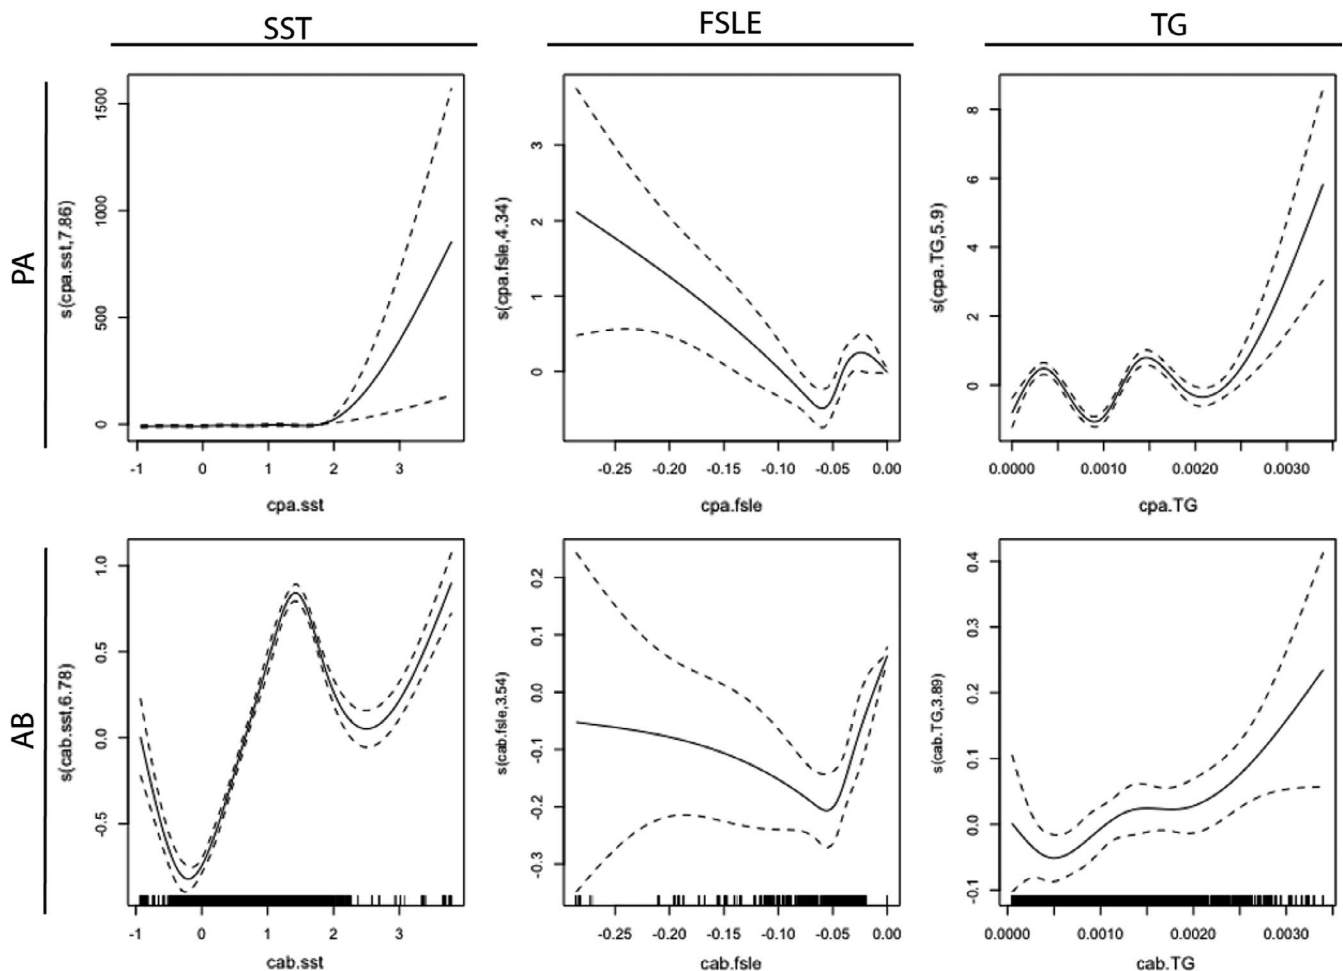 SST FSLE TG
PA
s(cpa.sst,7.86)
1500
1000
500
0
-1 0 1 2 3
cpa.sst
s(cpa.fsle,4.34)
3
2
1
0
-0.25 -0.20 -0.15 -0.10 -0.05 0.00
cpa.fsle
s(cpa.TG,5.9)
8
6
4
2
0
0.0000 0.0010 0.0020 0.0030
cpa.TG
AB
s(cab.sst,6.78)
1.0
0.5
0.0
-0.5
-1 0 1 2 3
cab.sst
s(cab.fsle,3.54)
0.2
0.1
0.0
-0.1
-0.2
-0.3
-0.25 -0.20 -0.15 -0.10 -0.05 0.00
cab.fsle
s(cab.TG,3.89)
0.4
0.3
0.2
0.1
0.0
-0.1
0.0000 0.0010 0.0020 0.0030
cab.TG